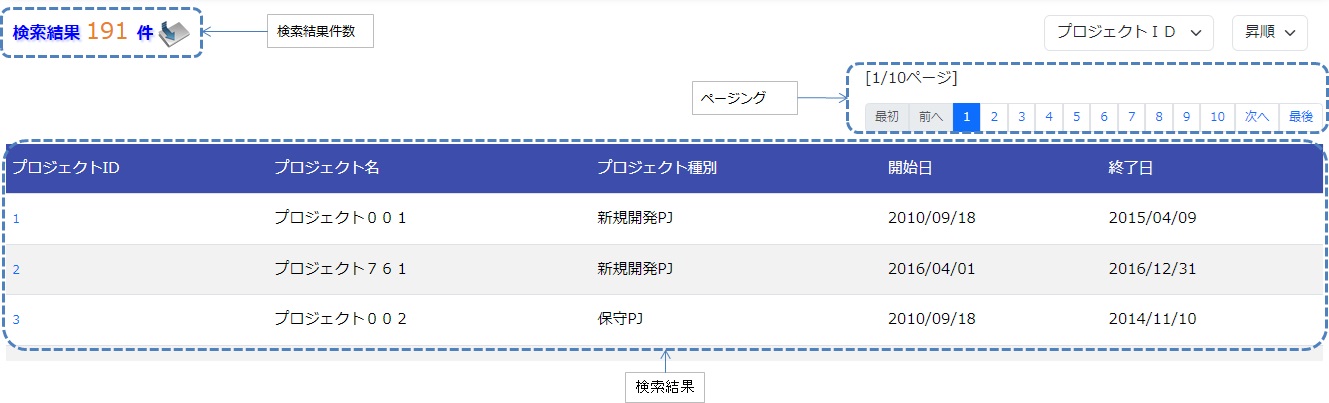 検索結果 191 件
検索結果件数
プロジェクトＩＤ
昇順
ページング
[1/10ページ]
最初 前へ 1 2 3 4 5 6 7 8 9 10 次へ 最後
プロジェクトID プロジェクト名 プロジェクト種別 開始日 終了日
1 プロジェクト００１ 新規開発PJ 2010/09/18 2015/04/09
2 プロジェクト７６１ 新規開発PJ 2016/04/01 2016/12/31
3 プロジェクト００２ 保守PJ 2010/09/18 2014/11/10
検索結果